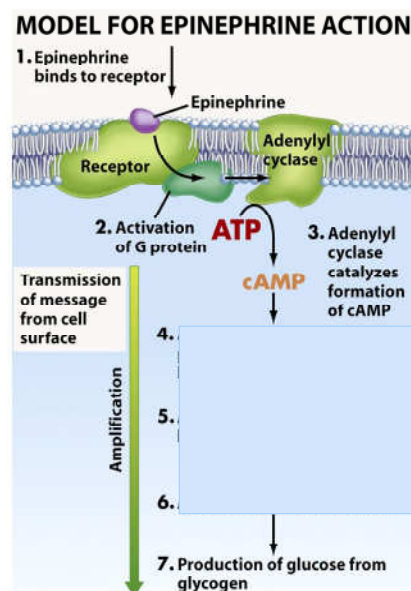 MODEL FOR EPINEPHRINE ACTION
1. Epinephrine
binds to receptor
Epinephrine
Adenylyl
cyclase
Receptor
2. Activation
of G protein
ATP
3. Adenylyl
cyclase
catalyzes
formation
of cAMP
Transmission
of message
from cell
surface
cAMP
4.
5.
Amplification
6.
7. Production of glucose from
glycogen